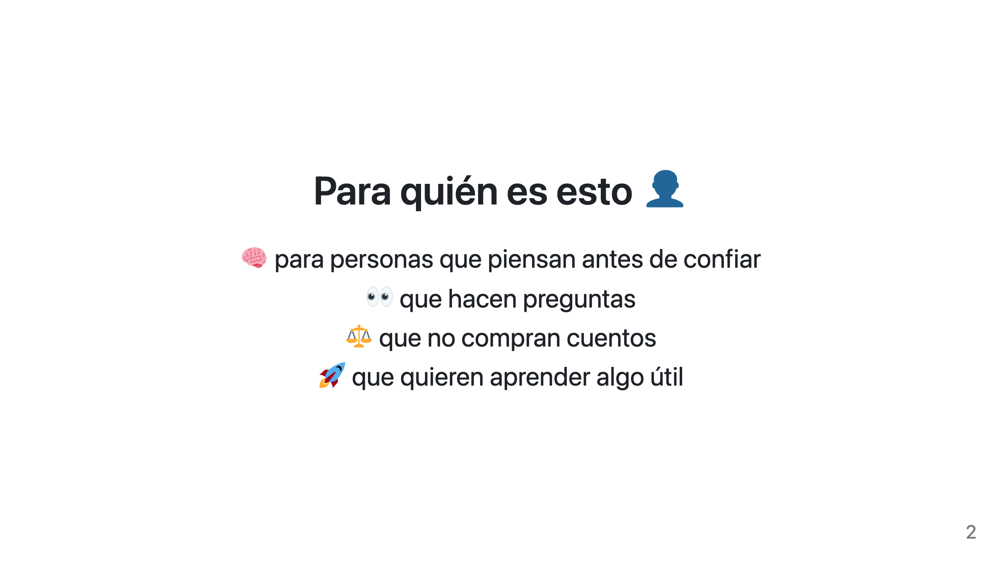 Para quién es esto 👤
🧠 para personas que piensan antes de confiar
👀 que hacen preguntas
⚖️ que no compran cuentos
🚀 que quieren aprender algo útil
2